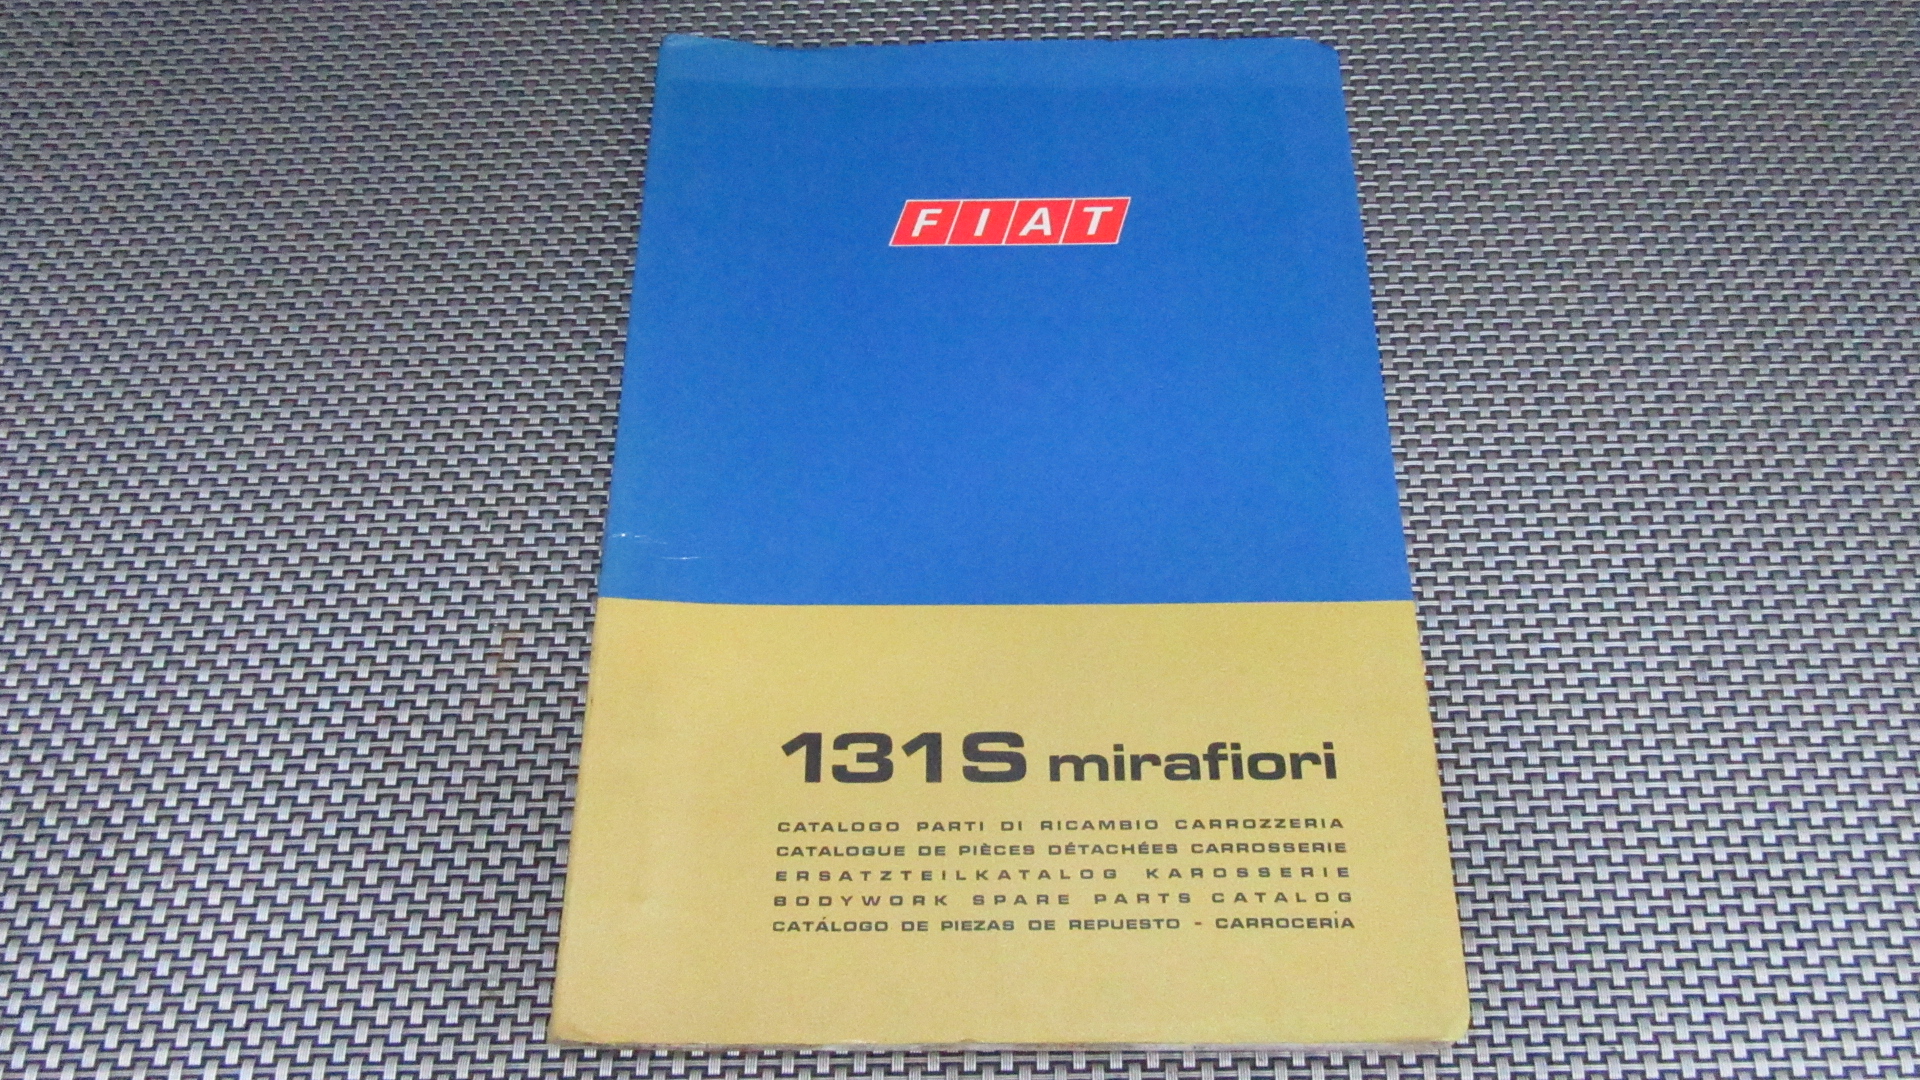 FIAT
131S mirafiori
CATALOGO PARTI DI RICAMBIO CARROZZERIA
CATALOGUE DE PIÈCES DÉTACHÉES CARROSSERIE
ERSATZTEILKATALOG KAROSSERIE
BODYWORK SPARE PARTS CATALOG
CATÁLOGO DE PIEZAS DE REPUESTO - CARROCERÍA